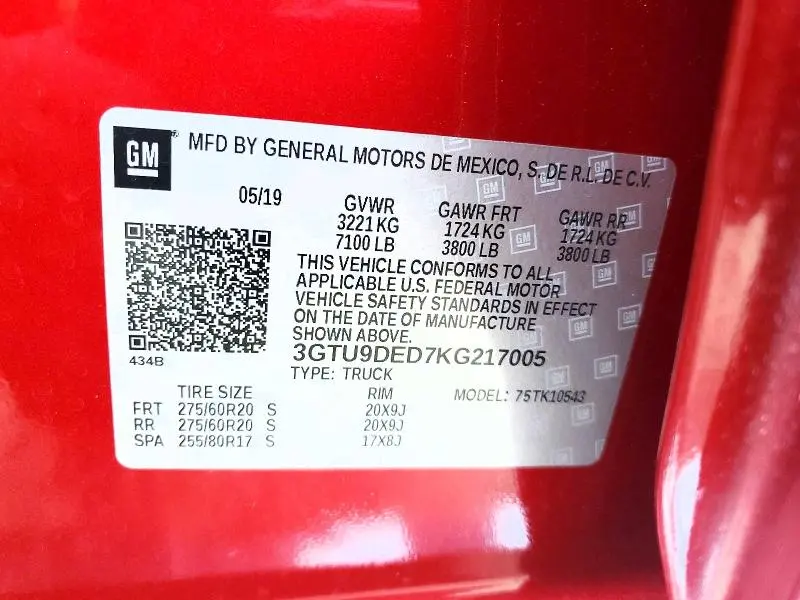 GM
MFD BY GENERAL MOTORS DE MEXICO, S. DE R.L. DE C.V.
05/19
GVWR GAWR FRT GAWR RR
3221 KG 1724 KG 1724 KG
7100 LB 3800 LB 3800 LB
THIS VEHICLE CONFORMS TO ALL
APPLICABLE U.S. FEDERAL MOTOR
VEHICLE SAFETY STANDARDS IN EFFECT
ON THE DATE OF MANUFACTURE
SHOWN ABOVE.
434B
3GTU9DED7KG217005
TYPE: TRUCK
MODEL: 75TK10543
TIRE SIZE RIM
FRT 275/60R20 S 20X9J
RR 275/60R20 S 20X9J
SPA 255/80R17 S 17X8J